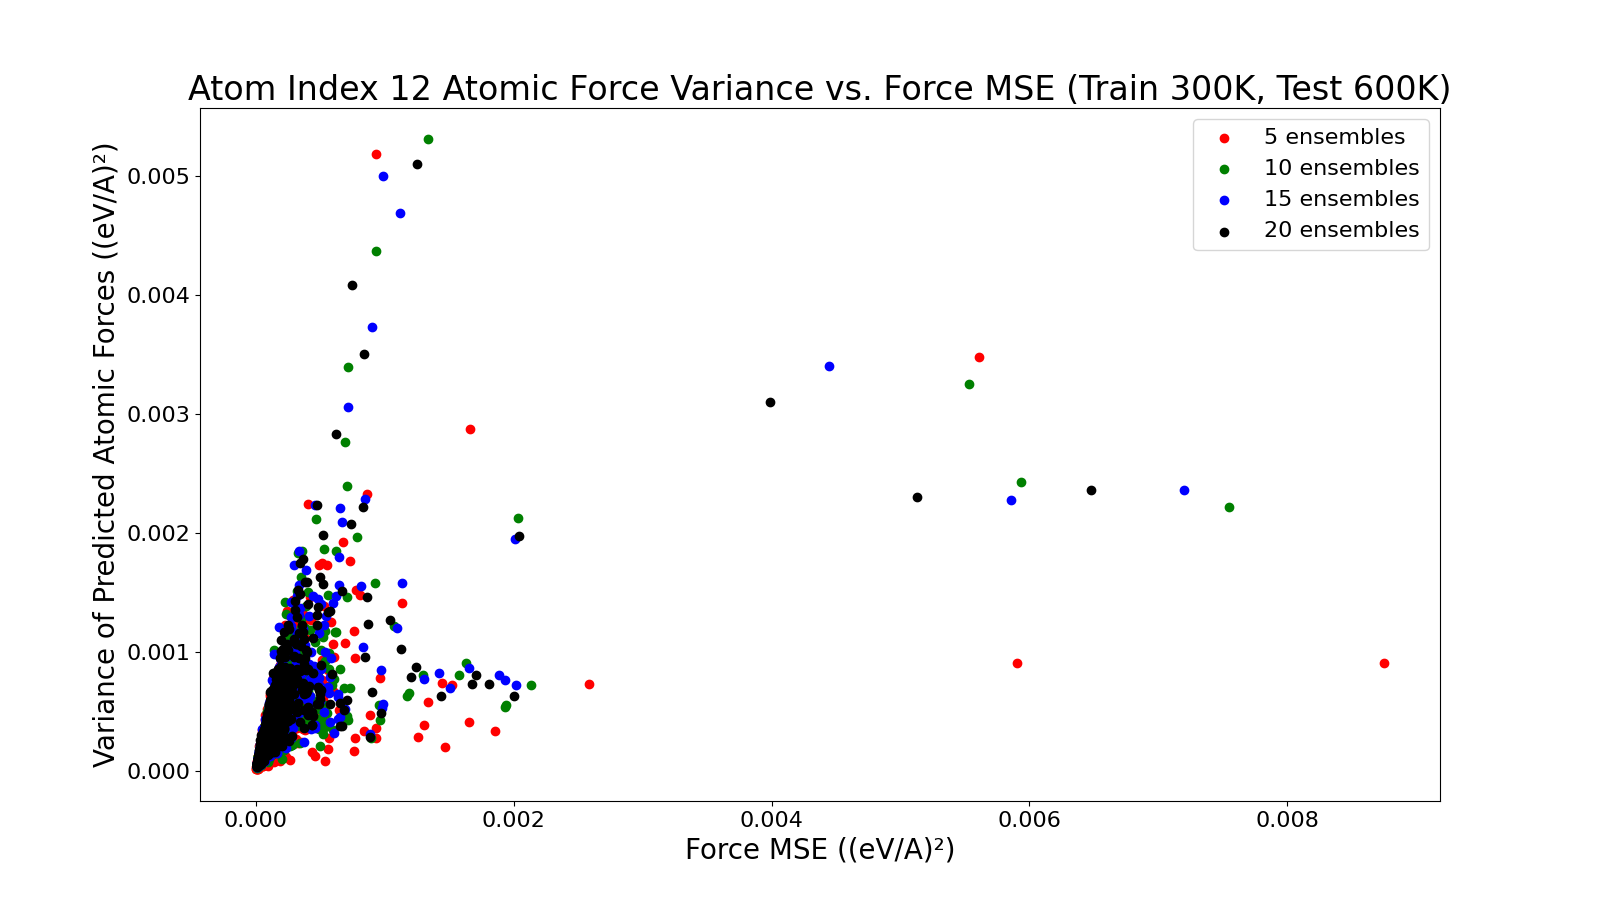 Atom Index 12 Atomic Force Variance vs. Force MSE (Train 300K, Test 600K)
5 ensembles
10 ensembles
15 ensembles
20 ensembles
Variance of Predicted Atomic Forces ((eV/A)²)
0.005
0.004
0.003
0.002
0.001
0.000
0.000
0.002
0.004
0.006
0.008
Force MSE ((eV/A)²)